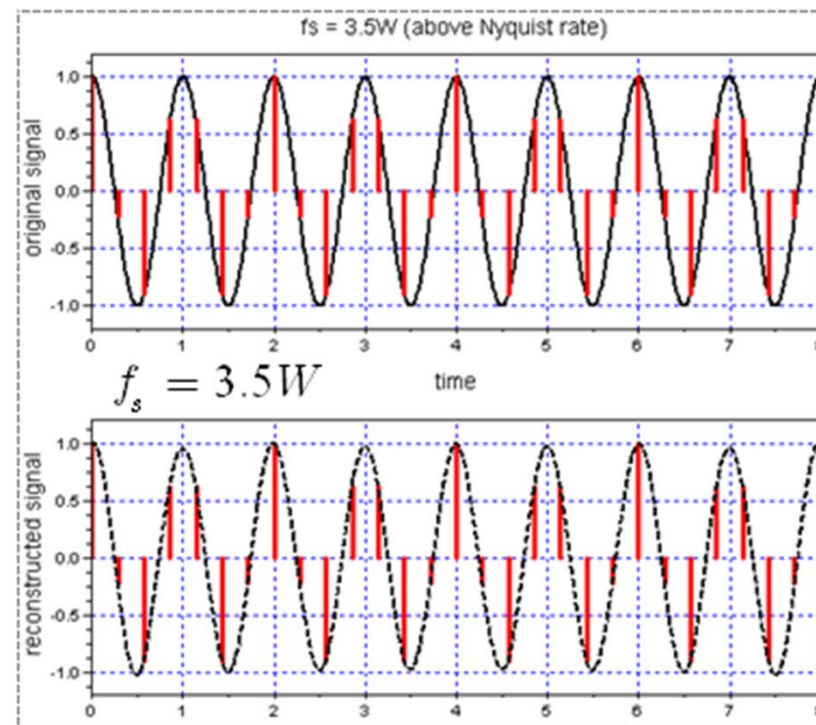 fs = 3.5W (above Nyquist rate)
original signal
1.0
0.5
0.0
-0.5
-1.0
0 1 2 3 4 5 6 7
f_s = 3.5W
time
reconstructed signal
1.0
0.5
0.0
-0.5
-1.0
0 1 2 3 4 5 6 7